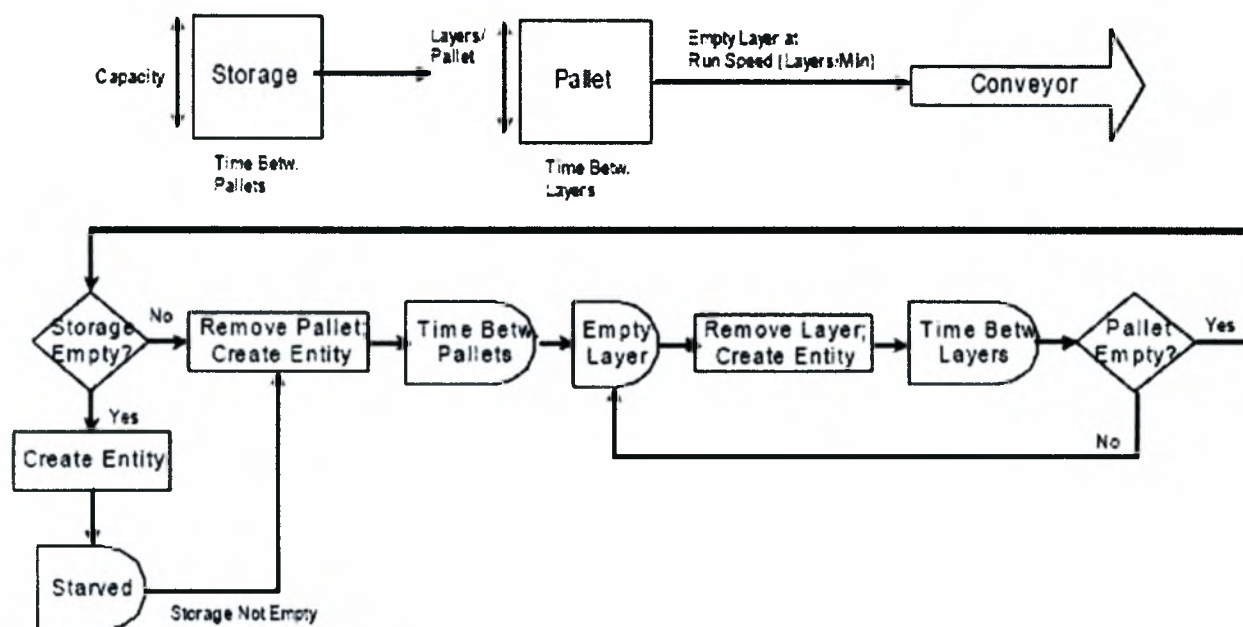 Layers/
Pallet
Empty Layer at
Run Speed (Layers/Min)
Capacity
Storage
Pallet
Conveyor
Time Betw.
Pallets
Time Betw.
Layers
Storage
Empty?
No
Remove Pallet;
Create Entity
Time Betw
Pallets
Empty
Layer
Remove Layer;
Create Entity
Time Betw
Layers
Pallet
Empty?
Yes
Yes
No
Create Entity
Starved
Storage Not Empty